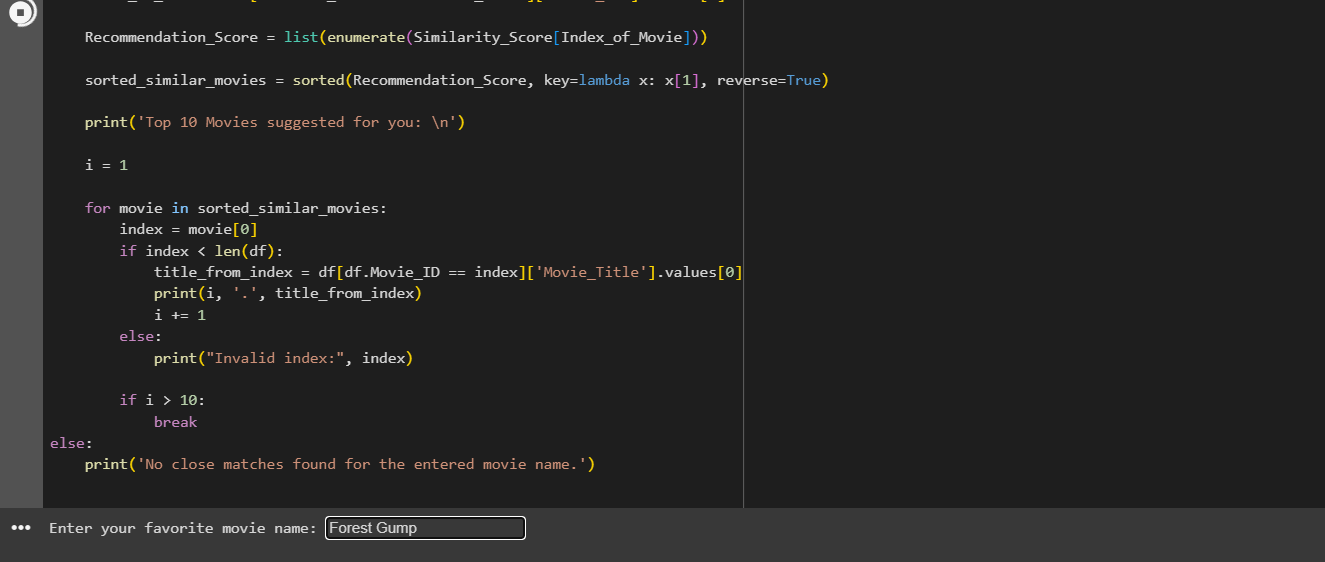 Recommendation_Score = list(enumerate(Similarity_Score[Index_of_Movie]))
sorted_similar_movies = sorted(Recommendation_Score, key=lambda x: x[1], reverse=True)
print('Top 10 Movies suggested for you: \n')
i = 1
for movie in sorted_similar_movies:
index = movie[0]
if index < len(df):
title_from_index = df[df.Movie_ID == index]['Movie_Title'].values[0]
print(i, '.', title_from_index)
i += 1
else:
print("Invalid index:", index)
if i > 10:
break
else:
print('No close matches found for the entered movie name.')
Enter your favorite movie name: Forest Gump